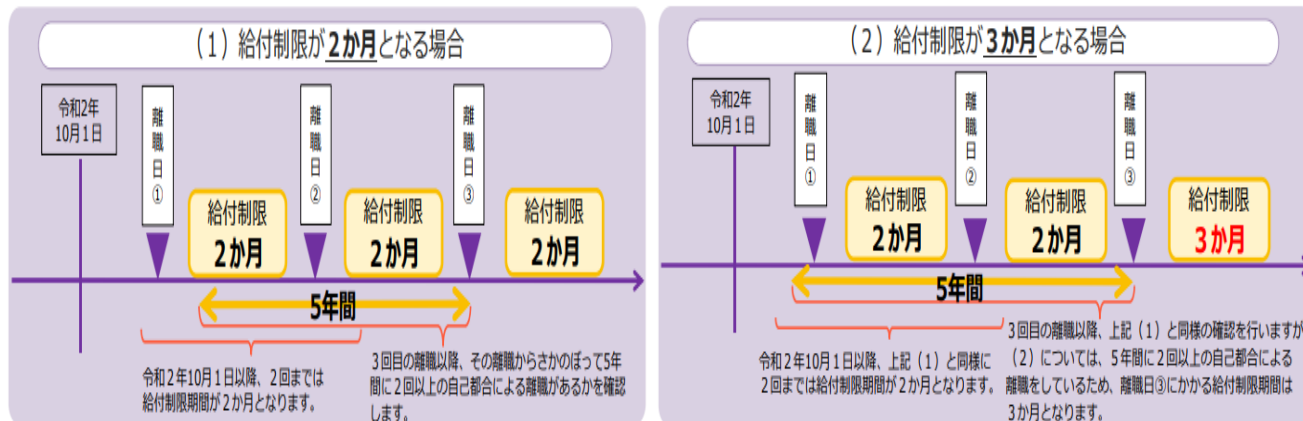 （1）給付制限が2か月となる場合
令和2年
10月1日
離職日①
離職日②
離職日③
給付制限
2か月
給付制限
2か月
給付制限
2か月
5年間
令和2年10月1日以降、2回までは
給付制限期間が2か月となります。
3回目の離職以降、その離職からさかのぼって5年
間に2回以上の自己都合による離職があるかを確認
します。
（2）給付制限が3か月となる場合
令和2年
10月1日
離職日①
離職日②
離職日③
給付制限
2か月
給付制限
2か月
給付制限
3か月
5年間
令和2年10月1日以降、上記（1）と同様に
2回までは給付制限期間が2か月となります。
3回目の離職以降、上記（1）と同様の確認を行いますが
（2）については、5年間に2回以上の自己都合による
離職をしているため、離職日③にかかる給付制限期間は
3か月となります。